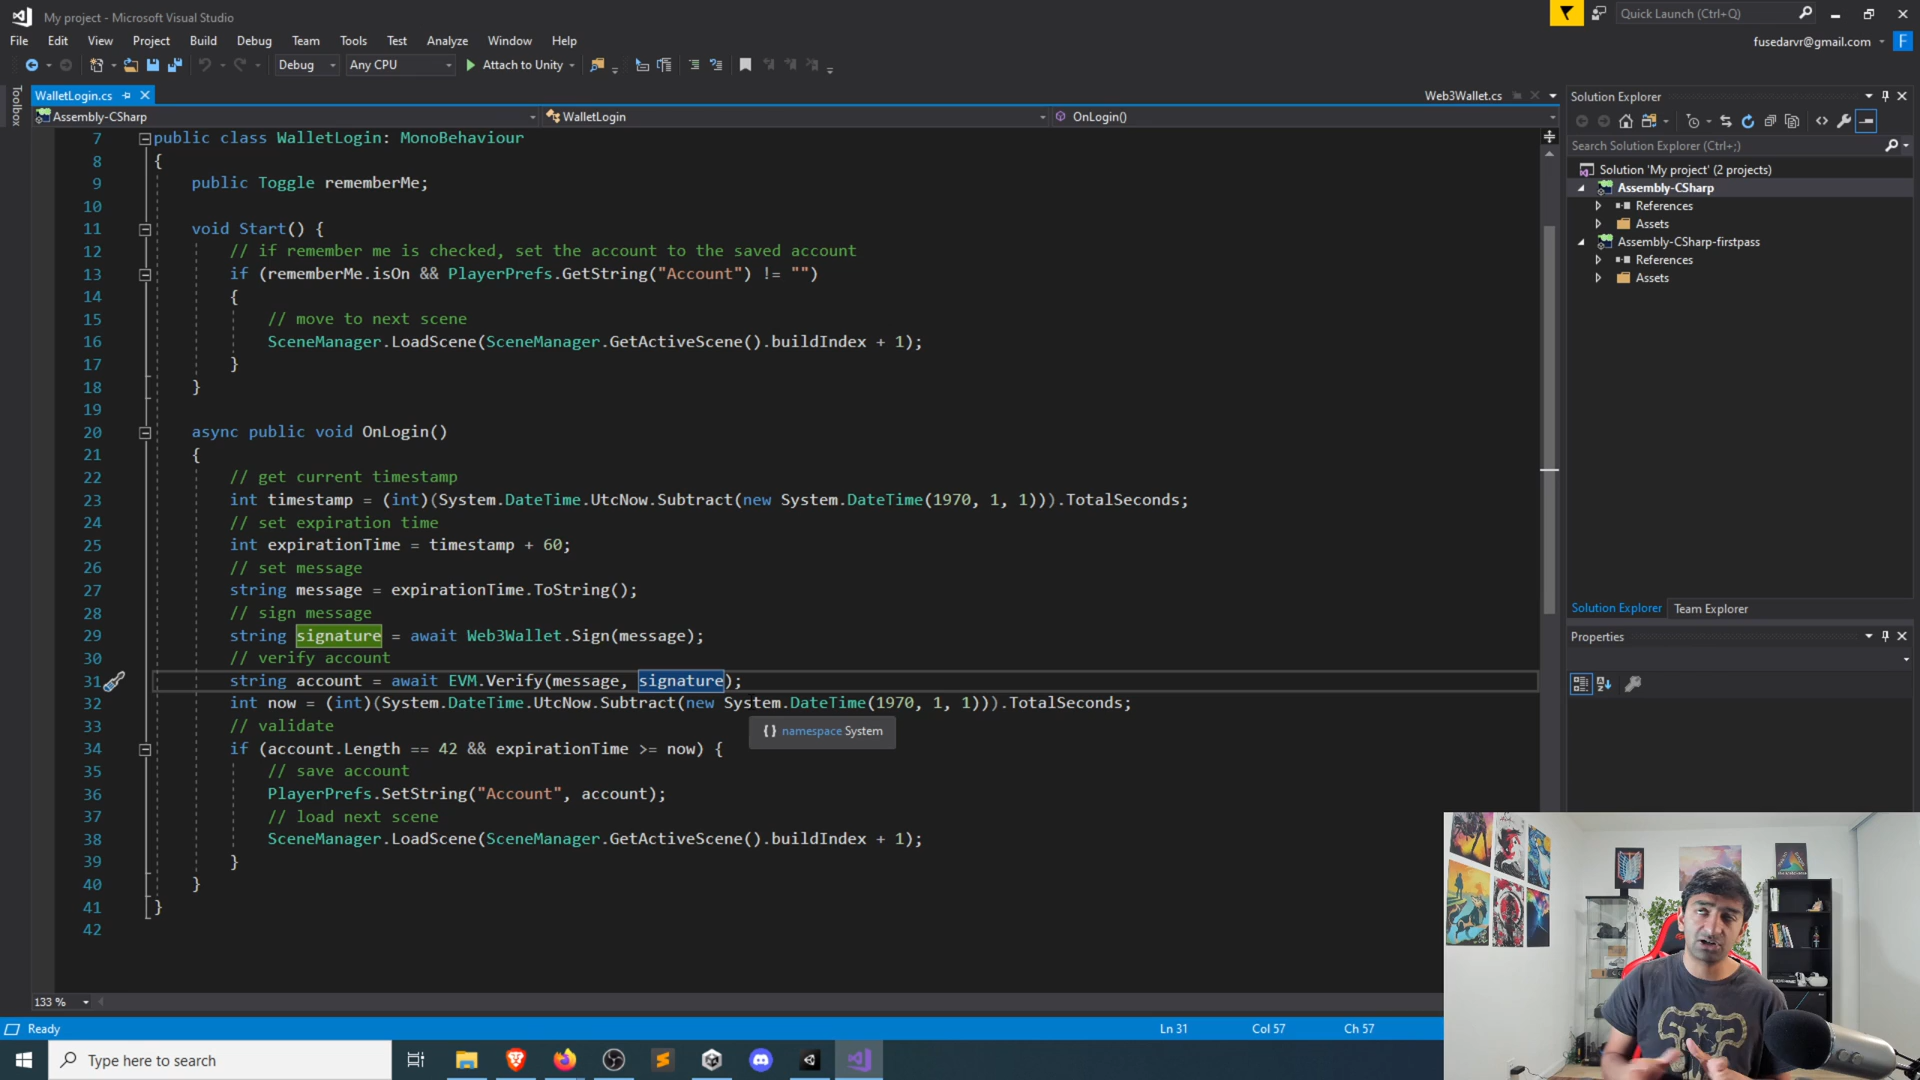 My project - Microsoft Visual Studio
Quick Launch (Ctrl+Q)
File Edit View Project Build Debug Team Tools Test Analyze Window Help
fusedarvr@gmail.com F
Debug Any CPU Attach to Unity
Toolbox
WalletLogin.cs
Web3Wallet.cs
Assembly-CSharp WalletLogin OnLogin()
7 public class WalletLogin: MonoBehaviour
8 {
9 public Toggle rememberMe;
10
11 void Start() {
12 // if remember me is checked, set the account to the saved account
13 if (rememberMe.isOn && PlayerPrefs.GetString("Account") != "")
14 {
15 // move to next scene
16 SceneManager.LoadScene(SceneManager.GetActiveScene().buildIndex + 1);
17 }
18 }
19
20 async public void OnLogin()
21 {
22 // get current timestamp
23 int timestamp = (int)(System.DateTime.UtcNow.Subtract(new System.DateTime(1970, 1, 1))).TotalSeconds;
24 // set expiration time
25 int expirationTime = timestamp + 60;
26 // set message
27 string message = expirationTime.ToString();
28 // sign message
29 string signature = await Web3Wallet.Sign(message);
30 // verify account
31 string account = await EVM.Verify(message, signature);
32 int now = (int)(System.DateTime.UtcNow.Subtract(new System.DateTime(1970, 1, 1))).TotalSeconds;
33 // validate
{} namespace System
34 if (account.Length == 42 && expirationTime >= now) {
35 // save account
36 PlayerPrefs.SetString("Account", account);
37 // load next scene
38 SceneManager.LoadScene(SceneManager.GetActiveScene().buildIndex + 1);
39 }
40 }
41 }
42
133 %
Solution Explorer
Search Solution Explorer (Ctrl+;)
Solution 'My project' (2 projects)
Assembly-CSharp
References
Assets
Assembly-CSharp-firstpass
References
Assets
Solution Explorer Team Explorer
Properties
Ready Ln 31 Col 57 Ch 57
Type here to search